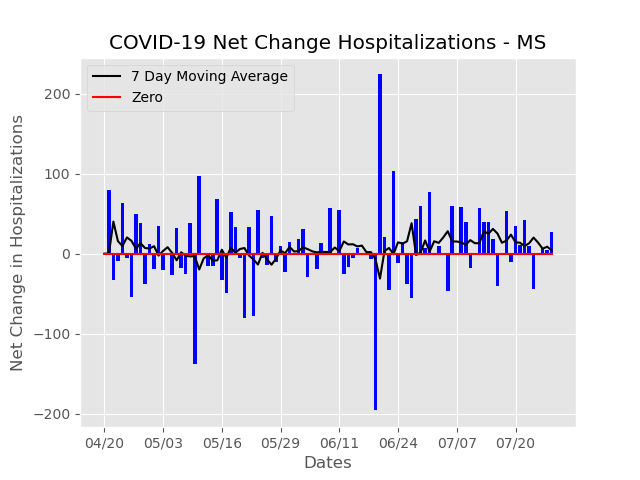 COVID-19 Net Change Hospitalizations - MS
7 Day Moving Average
Zero
Net Change in Hospitalizations
200
100
0
−100
−200
04/20 05/03 05/16 05/29 06/11 06/24 07/07 07/20
Dates